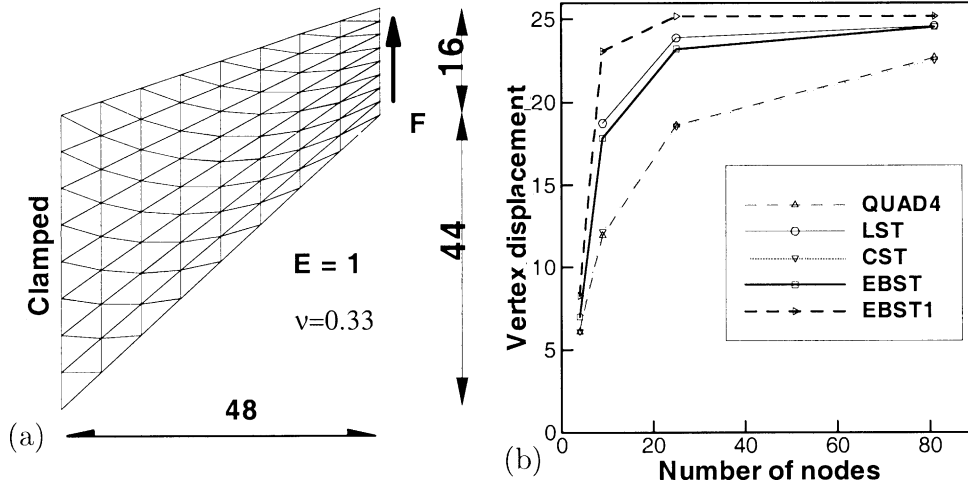 16
F
44
Clamped
E = 1
ν=0.33
48
(a)
25
20
15
10
5
0
0
20
40
60
80
Vertex displacement
Number of nodes
QUAD4
LST
CST
EBST
EBST1
(b)